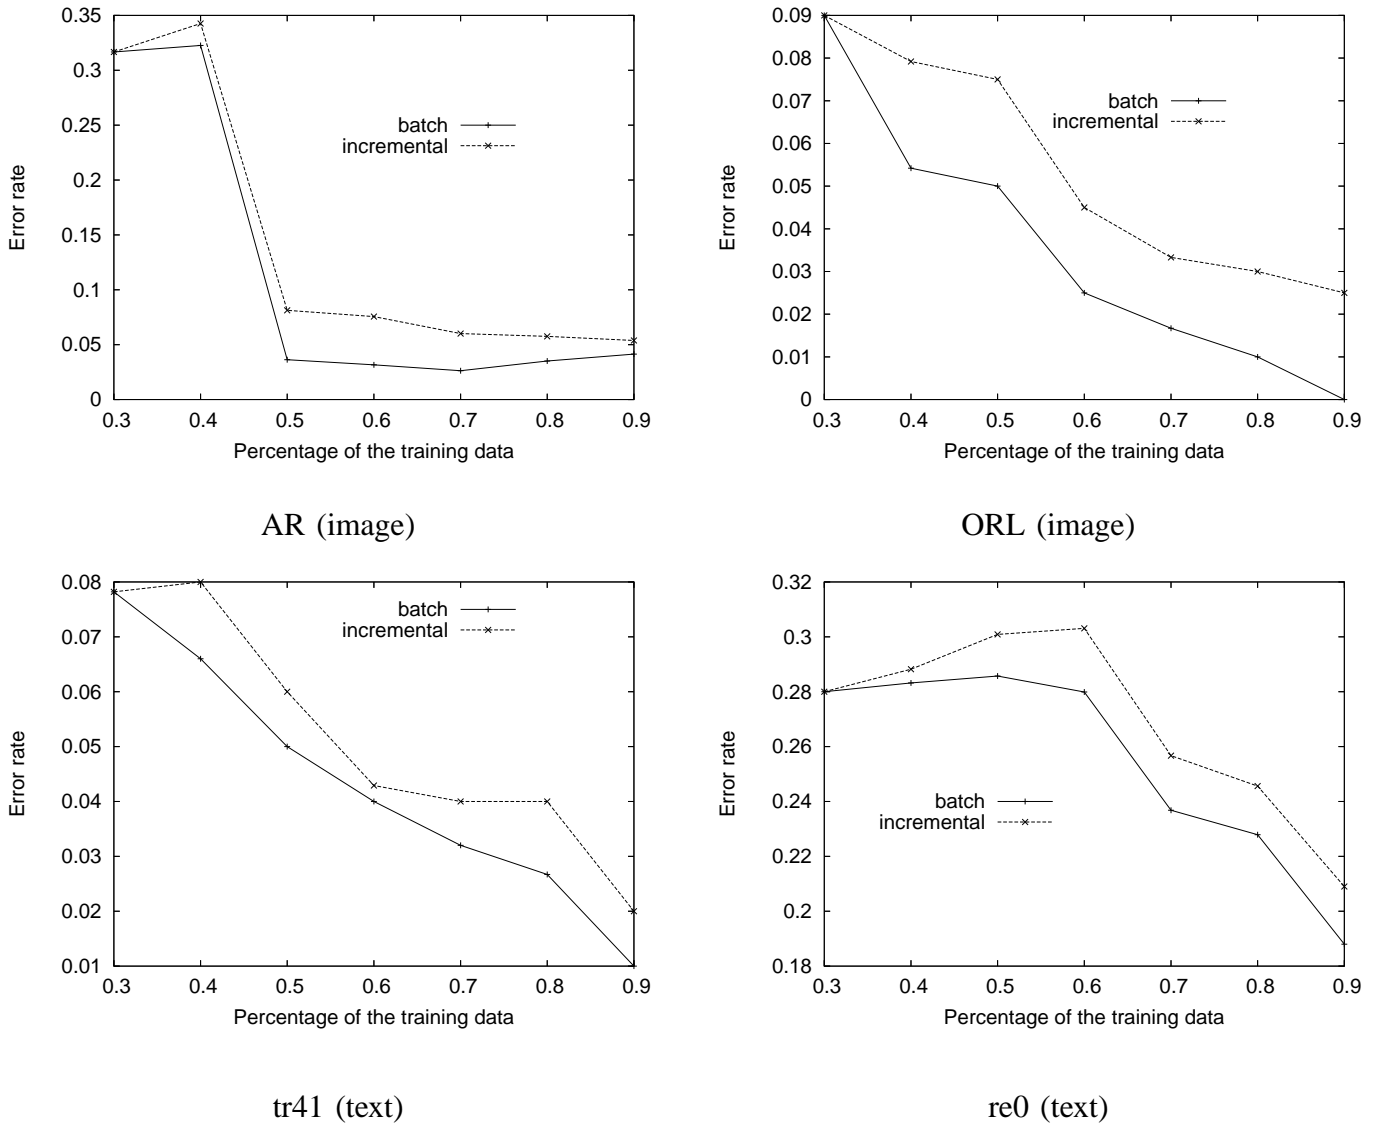 0.35
0.3
0.25
0.2
0.15
0.1
0.05
0
Error rate
batch
incremental
0.3 0.4 0.5 0.6 0.7 0.8 0.9
Percentage of the training data
AR (image)
0.09
0.08
0.07
0.06
0.05
0.04
0.03
0.02
0.01
0
Error rate
batch
incremental
0.3 0.4 0.5 0.6 0.7 0.8 0.9
Percentage of the training data
ORL (image)
0.08
0.07
0.06
0.05
0.04
0.03
0.02
0.01
Error rate
batch
incremental
0.3 0.4 0.5 0.6 0.7 0.8 0.9
Percentage of the training data
tr41 (text)
0.32
0.3
0.28
0.26
0.24
0.22
0.2
0.18
Error rate
batch
incremental
0.3 0.4 0.5 0.6 0.7 0.8 0.9
Percentage of the training data
re0 (text)